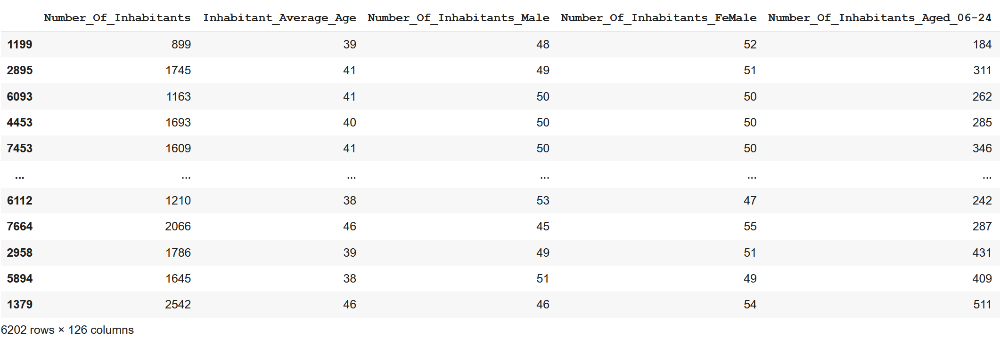 Number_Of_Inhabitants Inhabitant_Average_Age Number_Of_Inhabitants_Male Number_Of_Inhabitants_FeMale Number_Of_Inhabitants_Aged_06-24
1199 899 39 48 52 184
2895 1745 41 49 51 311
6093 1163 41 50 50 262
4453 1693 40 50 50 285
7453 1609 41 50 50 346
... ... ... ... ... ...
6112 1210 38 53 47 242
7664 2066 46 45 55 287
2958 1786 39 49 51 431
5894 1645 38 51 49 409
1379 2542 46 46 54 511
6202 rows × 126 columns